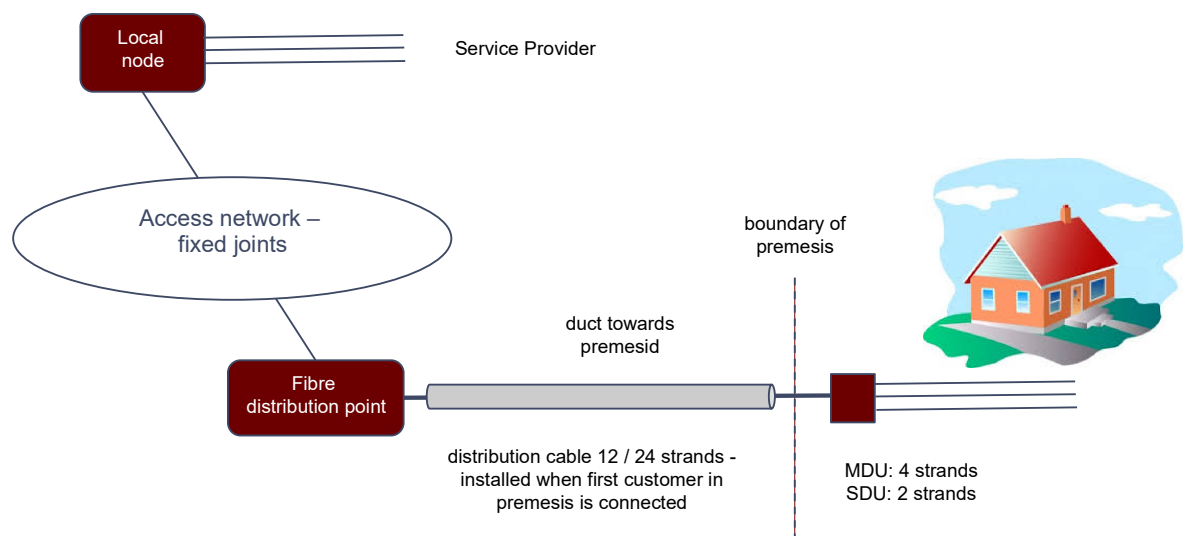 Local
node
Service Provider
Access network –
fixed joints
boundary of
premesis
duct towards
premesid
Fibre
distribution point
distribution cable 12 / 24 strands -
installed when first customer in
premesis is connected
MDU: 4 strands
SDU: 2 strands